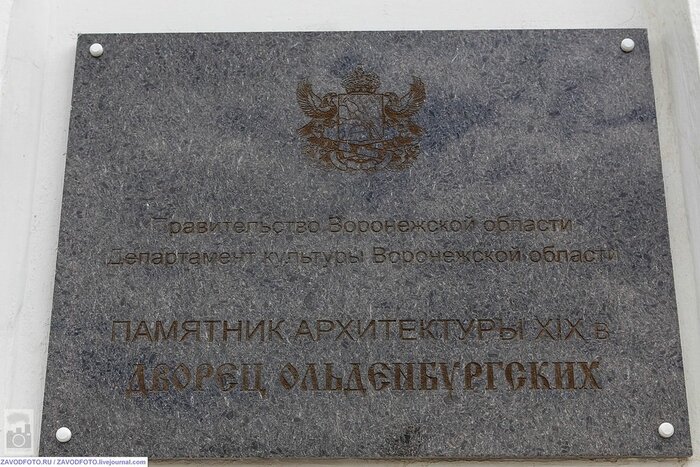 Правительство Воронежской области
Департамент культуры Воронежской области
ПАМЯТНИК АРХИТЕКТУРЫ XIX в
ДВОРЕЦ ОЛЬДЕНБУРГСКИХ
ZAVODFOTO.RU / ZAVODFOTO.livejournal.com